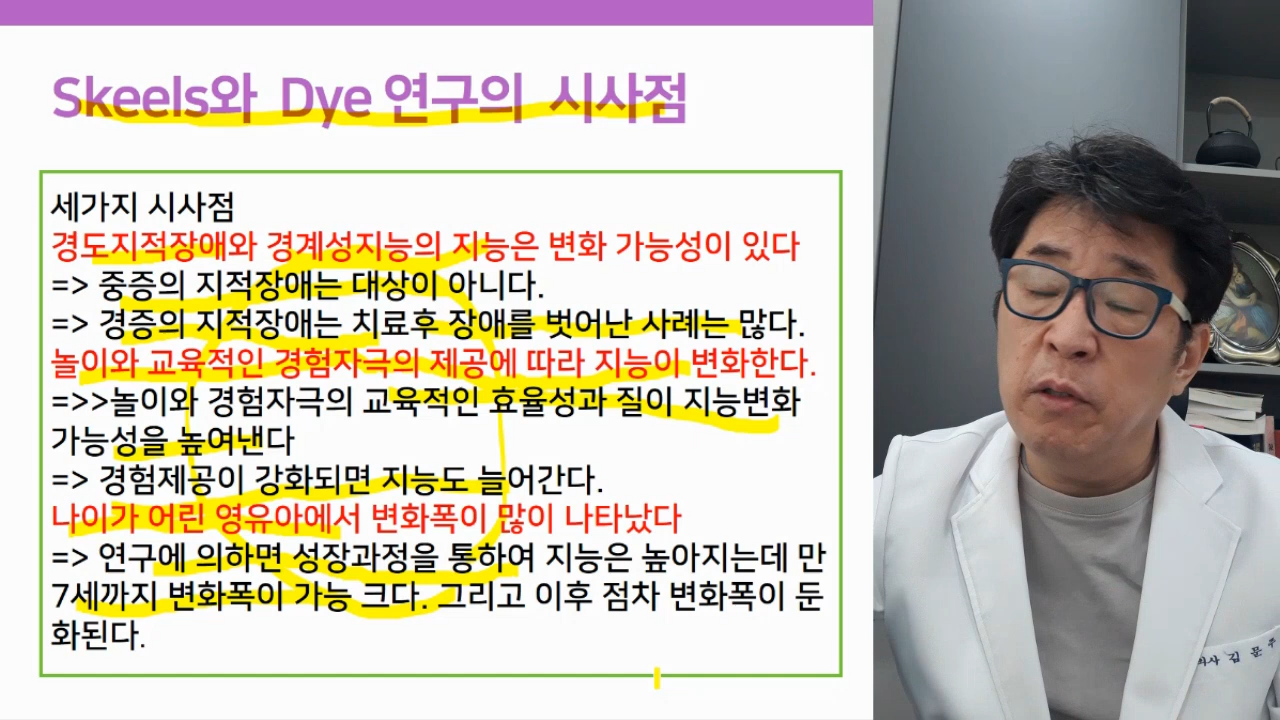 Skeels와 Dye 연구의 시사점
세가지 시사점
경도지적장애와 경계성지능의 지능은 변화 가능성이 있다
=> 중증의 지적장애는 대상이 아니다.
=> 경증의 지적장애는 치료후 장애를 벗어난 사례는 많다.
놀이와 교육적인 경험자극의 제공에 따라 지능이 변화한다.
=>>놀이와 경험자극의 교육적인 효율성과 질이 지능변화
가능성을 높여낸다
=> 경험제공이 강화되면 지능도 늘어간다.
나이가 어린 영유아에서 변화폭이 많이 나타났다
=> 연구에 의하면 성장과정을 통하여 지능은 높아지는데 만
7세까지 변화폭이 가능 크다. 그리고 이후 점차 변화폭이 둔
화된다.
김 문